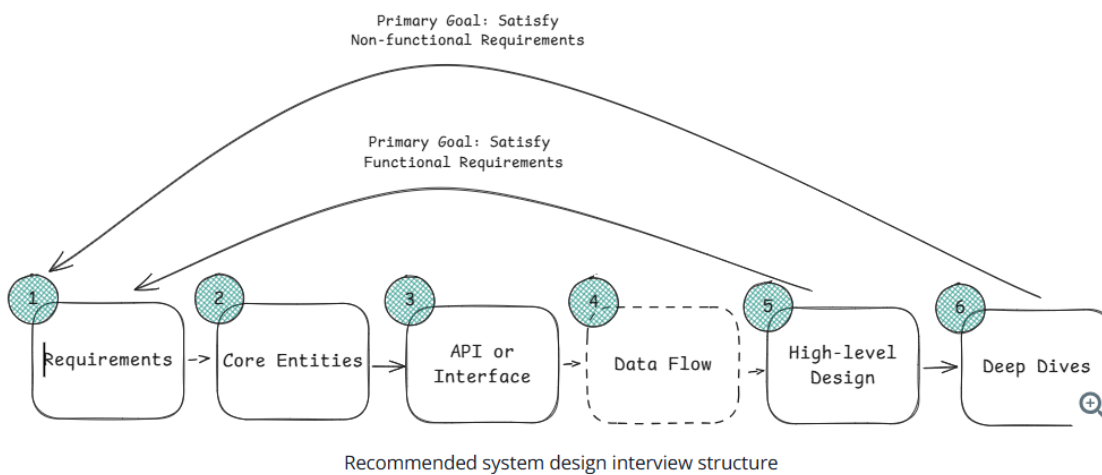 Primary Goal: Satisfy
Non-functional Requirements
Primary Goal: Satisfy
Functional Requirements
1
2
3
4
5
6
Requirements
Core Entities
API or
Interface
Data Flow
High-level
Design
Deep Dives
Recommended system design interview structure